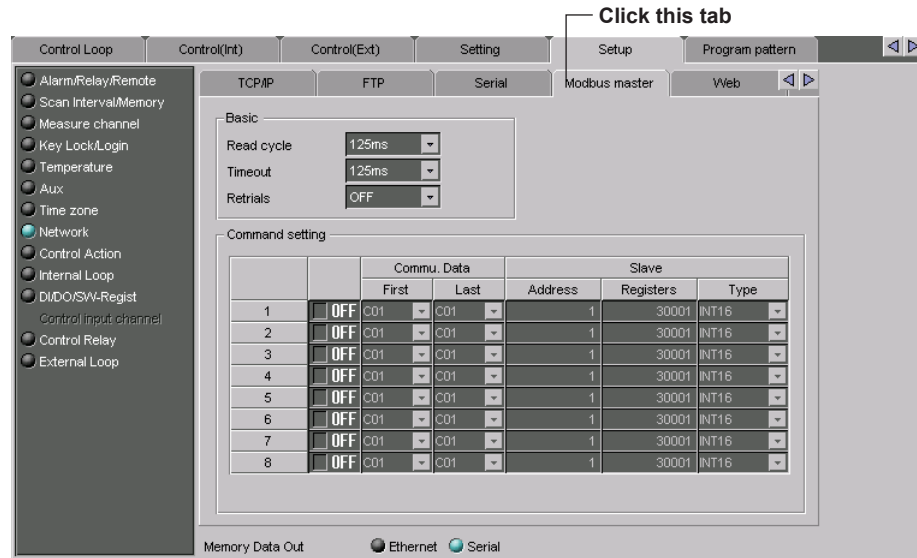 Click this tab
Control Loop Control(Int) Control(Ext) Setting Setup Program pattern
Alarm/Relay/Remote
Scan Interval/Memory
Measure channel
Key Lock/Login
Temperature
Aux
Time zone
Network
Control Action
Internal Loop
DI/DO/SW-Regist
Control input channel
Control Relay
External Loop
TCP/IP FTP Serial Modbus master Web
Basic
Read cycle 125ms
Timeout 125ms
Retrials OFF
Command setting
Commu. Data Slave
First Last Address Registers Type
1 OFF C01 C01 1 30001 INT16
2 OFF C01 C01 1 30001 INT16
3 OFF C01 C01 1 30001 INT16
4 OFF C01 C01 1 30001 INT16
5 OFF C01 C01 1 30001 INT16
6 OFF C01 C01 1 30001 INT16
7 OFF C01 C01 1 30001 INT16
8 OFF C01 C01 1 30001 INT16
Memory Data Out Ethernet Serial